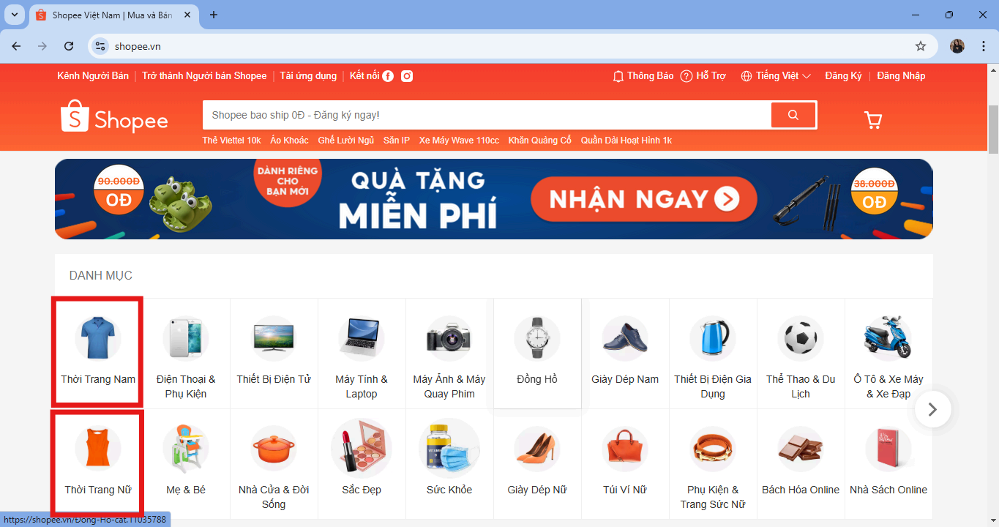 Shopee Việt Nam | Mua và Bán
shopee.vn
Kênh Người Bán | Trở thành Người bán Shopee | Tải ứng dụng | Kết nối
Thông Báo Hỗ Trợ Tiếng Việt Đăng Ký | Đăng Nhập
Shopee
Shopee bao ship 0Đ - Đăng ký ngay!
Thẻ Viettel 10k Áo Khoác Ghế Lười Ngủ Săn IP Xe Máy Wave 110cc Khăn Quàng Cổ Quần Dài Hoạt Hình 1k
90.000Đ
0Đ
DÀNH RIÊNG
CHO
BẠN MỚI
QUÀ TẶNG
MIỄN PHÍ
NHẬN NGAY
38.000Đ
0Đ
DANH MỤC
Thời Trang Nam
Điện Thoại &
Phụ Kiện
Thiết Bị Điện Tử
Máy Tính &
Laptop
Máy Ảnh & Máy
Quay Phim
Đồng Hồ
Giày Dép Nam
Thiết Bị Điện Gia
Dụng
Thể Thao & Du
Lịch
Ô Tô & Xe Máy
& Xe Đạp
Thời Trang Nữ
Mẹ & Bé
Nhà Cửa & Đời
Sống
Sắc Đẹp
Sức Khỏe
Giày Dép Nữ
Túi Ví Nữ
Phụ Kiện &
Trang Sức Nữ
Bách Hóa Online
Nhà Sách Online
https://shopee.vn/Đồng-Hồ-cat.11035788